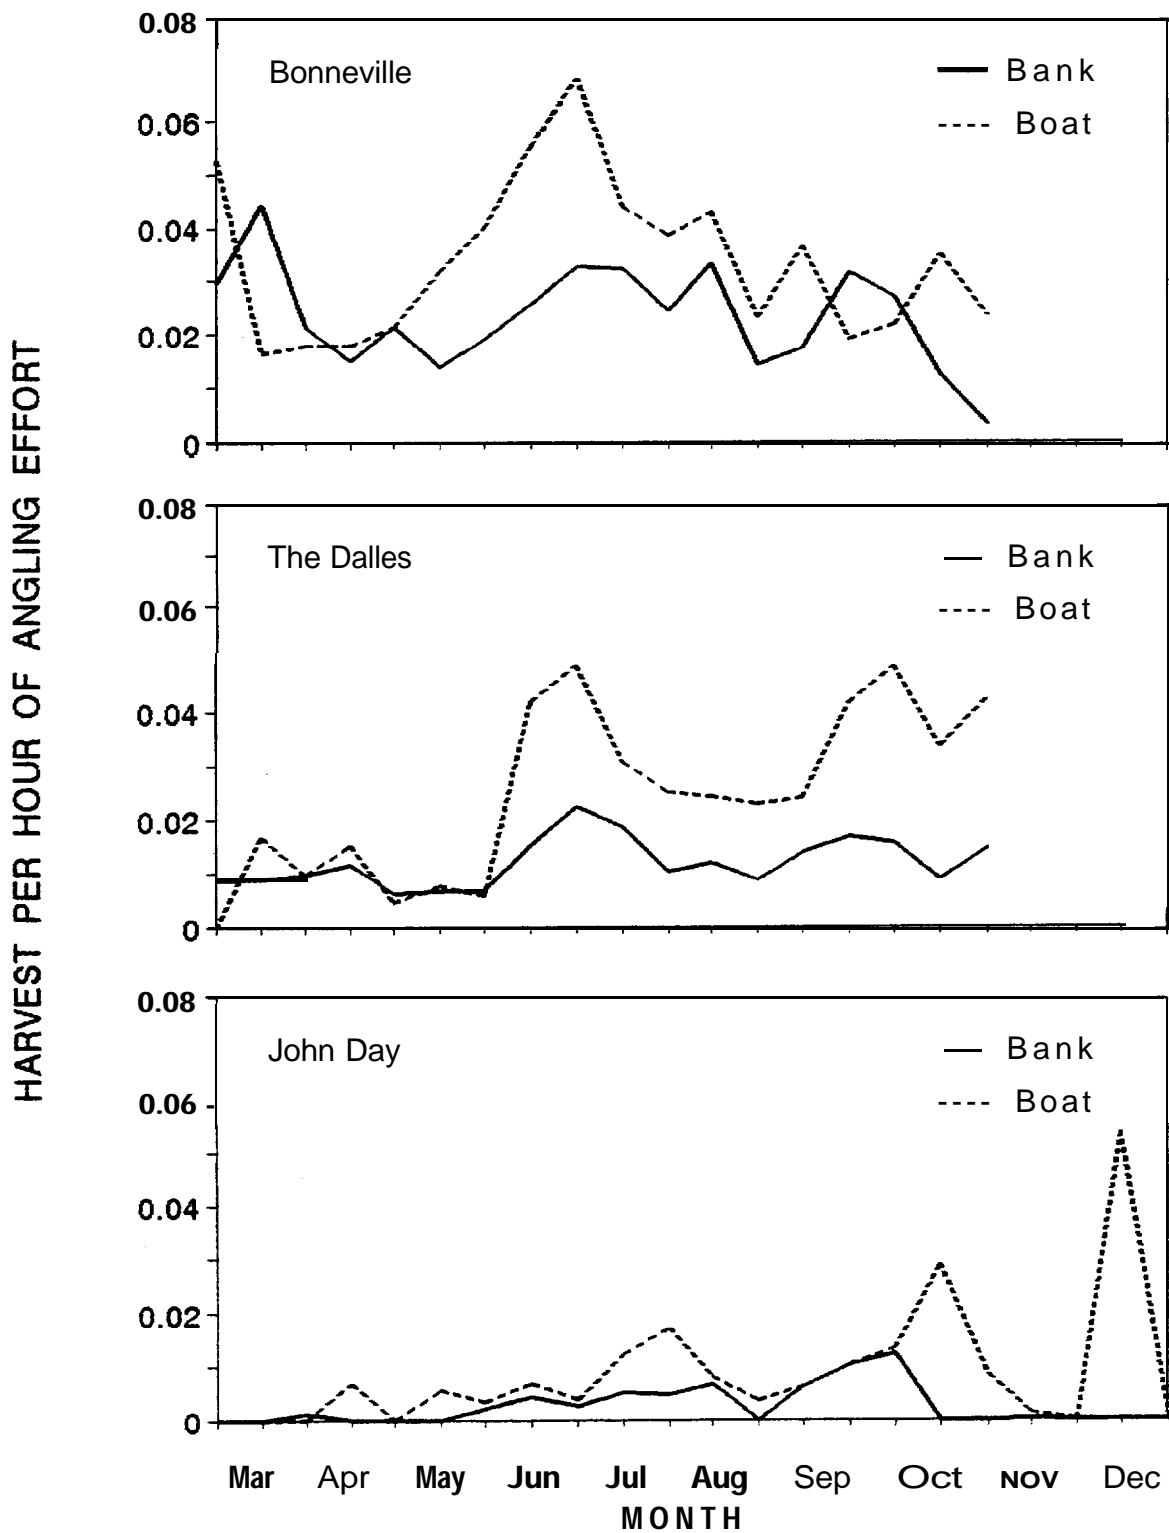 HARVEST PER HOUR OF ANGLING EFFORT
0.08
Bonneville
Bank
Boat
0.06
0.04
0.02
0
0.08
The Dalles
Bank
Boat
0.06
0.04
0.02
0
0.08
John Day
Bank
Boat
0.06
0.04
0.02
0
Mar Apr May Jun Jul Aug Sep Oct NOV Dec
MONTH